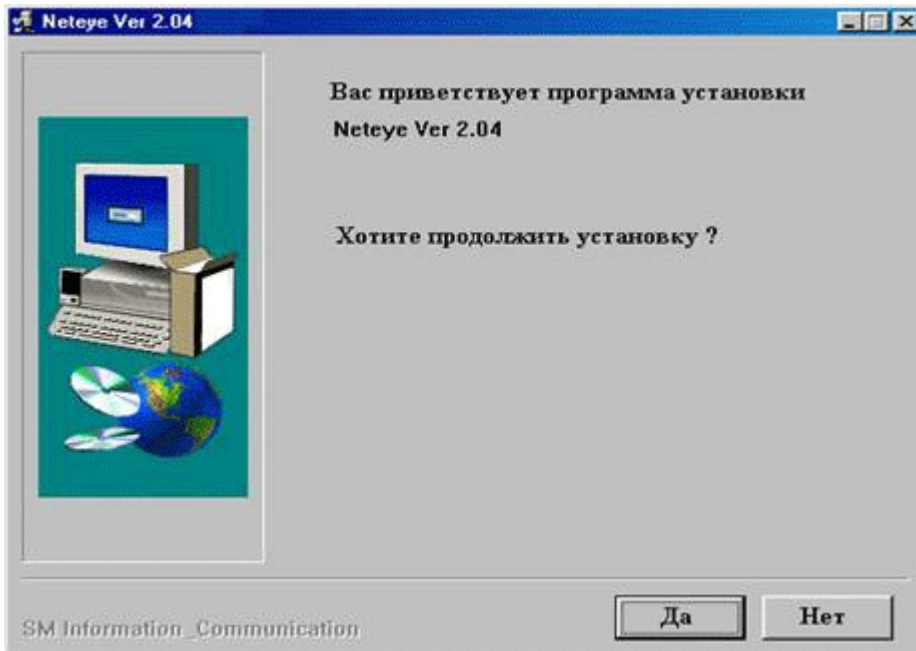 Neteye Ver 2.04
Вас приветствует программа установки
Neteye Ver 2.04
Хотите продолжить установку ?
SM Information_Communication
Да
Нет